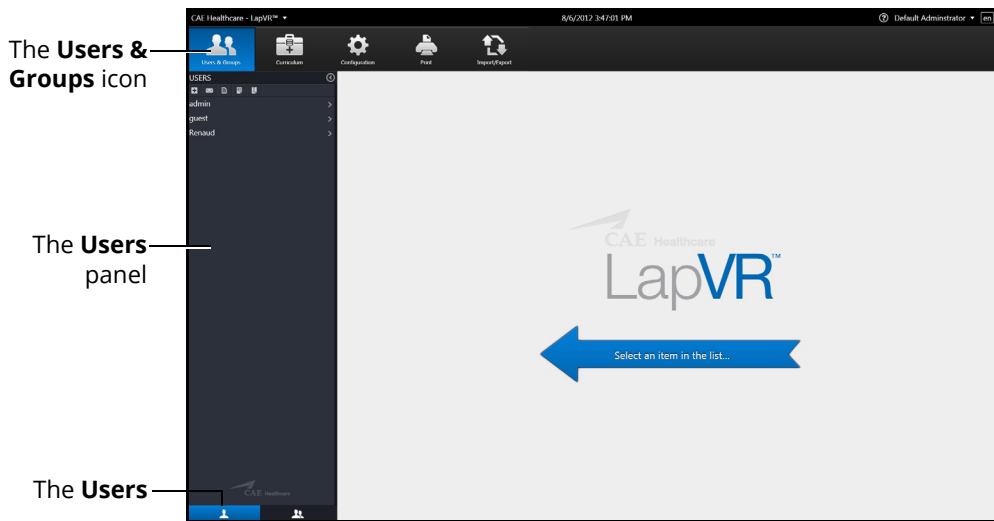 CAE Healthcare - LapVR™ 8/6/2012 3:47:01 PM Default Adminstrator en
The Users &
Groups icon
Users & Groups Curriculum Configuration Print Import/Export
USERS
admin
guest
Renaud
CAE Healthcare
LapVR™
The Users
panel
Select an item in the list...
The Users
CAE Healthcare